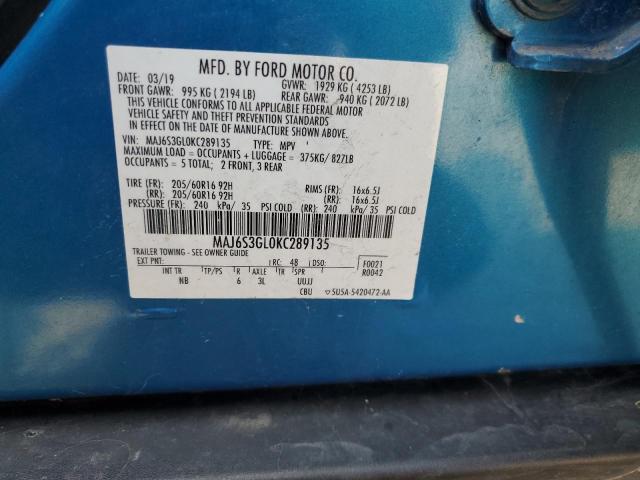 MFD. BY FORD MOTOR CO.
DATE: 03/19 GVWR: 1929 KG ( 4253 LB)
FRONT GAWR: 995 KG ( 2194 LB) REAR GAWR: 940 KG ( 2072 LB)
THIS VEHICLE CONFORMS TO ALL APPLICABLE FEDERAL MOTOR
VEHICLE SAFETY AND THEFT PREVENTION STANDARDS
IN EFFECT ON THE DATE OF MANUFACTURE SHOWN ABOVE.
VIN: MAJ6S3GL0KC289135 TYPE: MPV
MAXIMUM LOAD = OCCUPANTS + LUGGAGE = 375KG/ 827LB
OCCUPANTS = 5 TOTAL; 2 FRONT, 3 REAR
TIRE (FR): 205/60R16 92H RIMS (FR): 16x6.5J
(RR): 205/60R16 92H (RR): 16x6.5J
PRESSURE (FR): 240 kPa/ 35 PSI COLD (RR): 240 kPa/ 35 PSI COLD
MAJ6S3GL0KC289135
TRAILER TOWING - SEE OWNER GUIDE
EXT PNT: RC: 48 DSO: F0021
R0042
INT TR TP/PS R AXLE TR SPR
NB 6 3L UUJJ
CBU ▽5U5A-5420472-AA